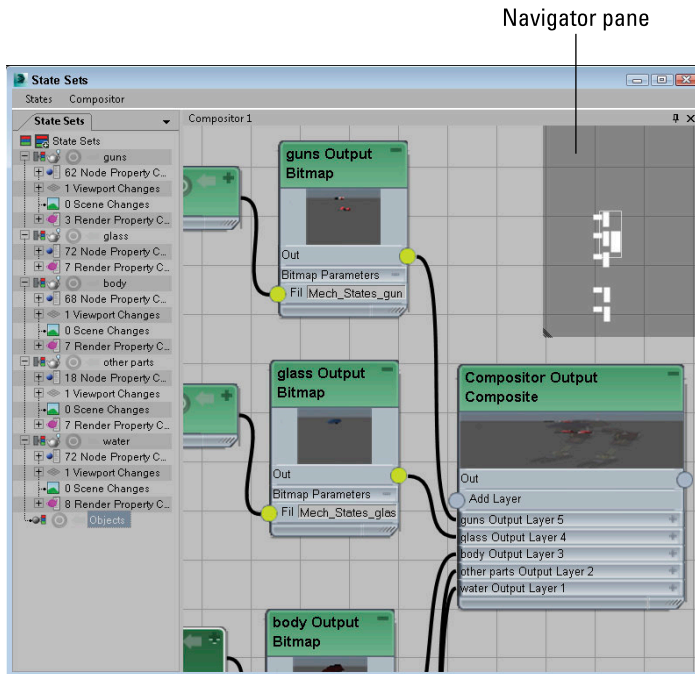 Navigator pane
State Sets
States Compositor
State Sets
Compositor 1
State Sets
guns
62 Node Property C...
1 Viewport Changes
0 Scene Changes
3 Render Property C...
glass
72 Node Property C...
7 Render Property C...
body
68 Node Property C...
1 Viewport Changes
0 Scene Changes
7 Render Property C...
other parts
18 Node Property C...
1 Viewport Changes
0 Scene Changes
7 Render Property C...
water
72 Node Property C...
1 Viewport Changes
0 Scene Changes
8 Render Property C...
Objects
guns Output
Bitmap
Out
Bitmap Parameters
Fil Mech_States_gun
glass Output
Bitmap
Out
Bitmap Parameters
Fil Mech_States_glas
body Output
Bitmap
Compositor Output
Composite
Out
Add Layer
guns Output Layer 5
glass Output Layer 4
body Output Layer 3
other parts Output Layer 2
water Output Layer 1